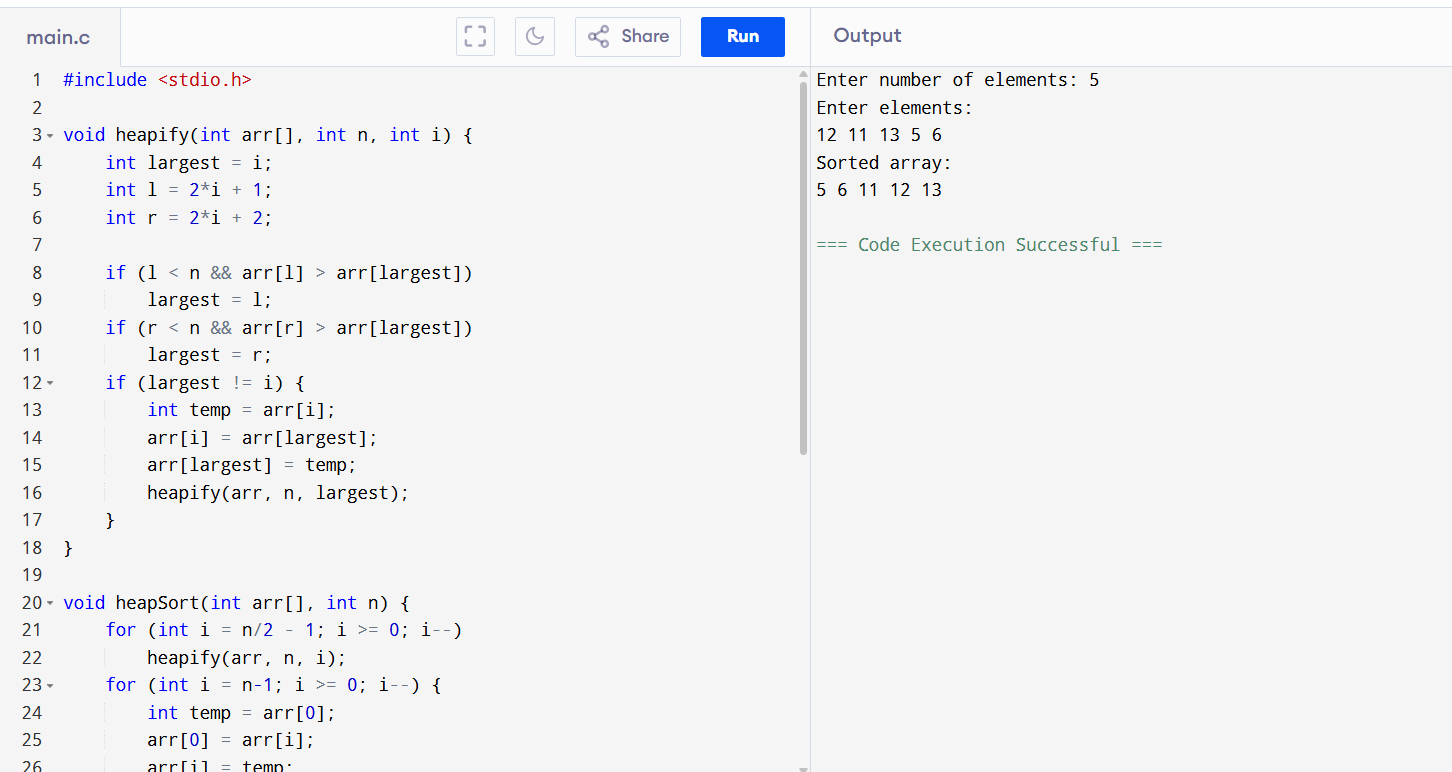 main.c
Share
Run
Output
1 #include <stdio.h>
2
3 void heapify(int arr[], int n, int i) {
4     int largest = i;
5     int l = 2*i + 1;
6     int r = 2*i + 2;
7
8     if (l < n && arr[l] > arr[largest])
9         largest = l;
10     if (r < n && arr[r] > arr[largest])
11         largest = r;
12     if (largest != i) {
13         int temp = arr[i];
14         arr[i] = arr[largest];
15         arr[largest] = temp;
16         heapify(arr, n, largest);
17     }
18 }
19
20 void heapSort(int arr[], int n) {
21     for (int i = n/2 - 1; i >= 0; i--)
22         heapify(arr, n, i);
23     for (int i = n-1; i >= 0; i--) {
24         int temp = arr[0];
25         arr[0] = arr[i];
26         arr[i] = temp;
Enter number of elements: 5
Enter elements:
12 11 13 5 6
Sorted array:
5 6 11 12 13
=== Code Execution Successful ===